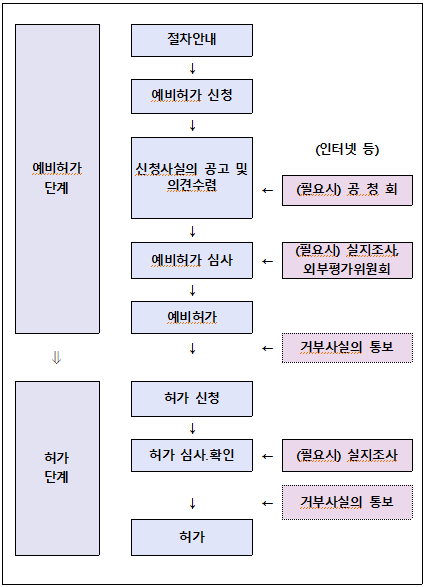 절차안내
↓
예비허가 신청
↓
(인터넷 등)
예비허가
단계
신청사실의 공고 및
의견수렴
← (필요시) 공 청 회
↓
예비허가 심사
← (필요시) 실지조사,
외부평가위원회
↓
예비허가
↓ ← 거부사실의 통보
⇓
허가 신청
↓
허가
단계
허가 심사.확인 ← (필요시) 실지조사
↓ ← 거부사실의 통보
허가